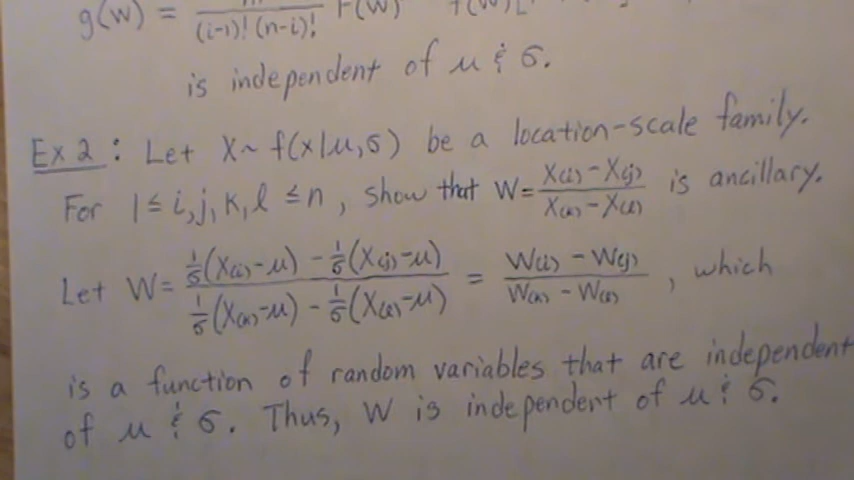 g(w) = n! / (i-1)! (n-i)! F(w) f(w) [
is independent of μ & σ.
Ex 2 : Let X~ f(x|μ,σ) be a location-scale family.
For 1≤ i, j, k, l ≤ n, show that W= X(i) - X(j) / X(k) - X(l) is ancillary.
Let W= 1/σ (X(i)-μ) - 1/σ (X(j)-μ) / 1/σ (X(k)-μ) - 1/σ (X(l)-μ) = W(i) - W(j) / W(k) - W(l) , which
is a function of random variables that are independent
of μ & σ. Thus, W is independent of μ & σ.